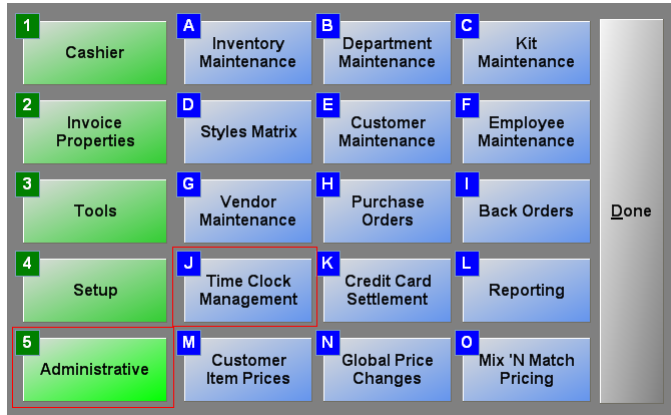 1
Cashier
A
Inventory
Maintenance
B
Department
Maintenance
C
Kit
Maintenance
2
Invoice
Properties
D
Styles Matrix
E
Customer
Maintenance
F
Employee
Maintenance
3
Tools
G
Vendor
Maintenance
H
Purchase
Orders
I
Back Orders
Done
4
Setup
J
Time Clock
Management
K
Credit Card
Settlement
L
Reporting
5
Administrative
M
Customer
Item Prices
N
Global Price
Changes
O
Mix 'N Match
Pricing